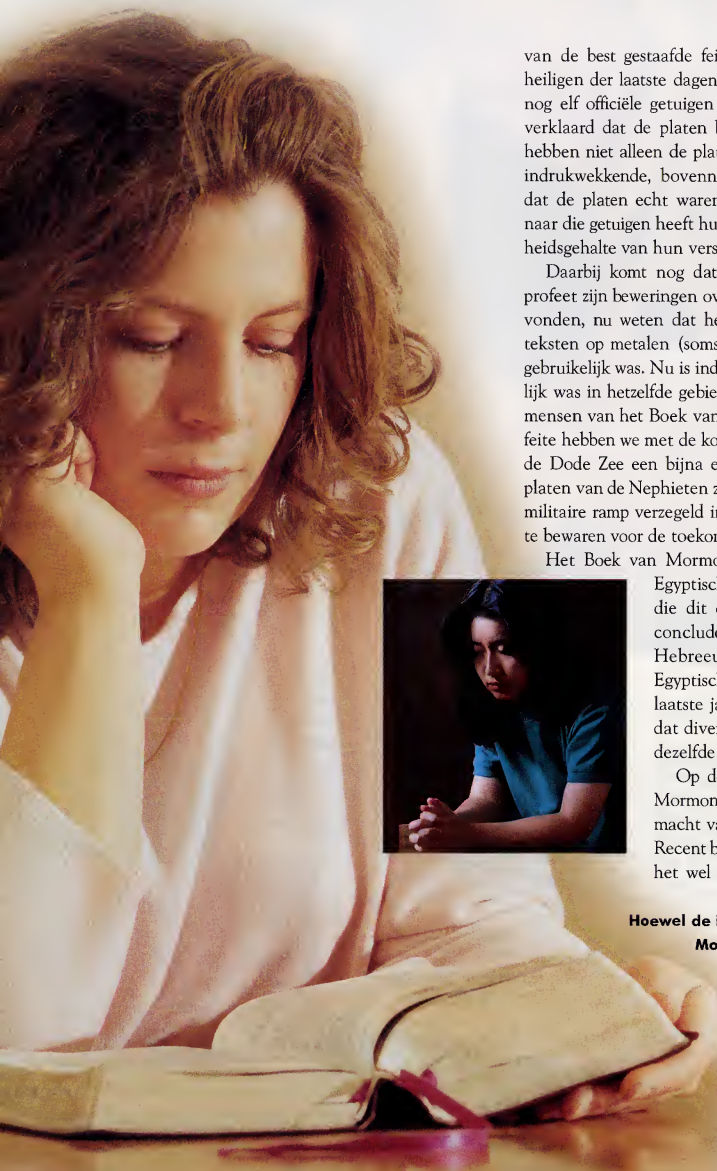 van de best gestaafde fei
heiligen der laatste dagen
nog elf officiële getuigen
verklaard dat de platen
hebben niet alleen de pla
indrukwekkende, bovenn
dat de platen echt waren
naar die getuigen heeft hu
heidsgehalte van hun vers
Daarbij komt nog dat
profeet zijn beweringen ov
vonden, nu weten dat he
teksten op metalen (soms
gebruikelijk was. Nu is ind
lijk was in hetzelfde gebie
mensen van het Boek van
feite hebben we met de ko
de Dode Zee een bijna e
platen van de Nephieten z
militaire ramp verzegeld i
te bewaren voor de toekor
Het Boek van Mormo
Egyptisch
die dit
conclude
Hebreeu
Egyptisch
laatste ja
dat diver
dezelfde
Op d
Mormon
macht va
Recent b
het wel
Hoewel de i
Mo